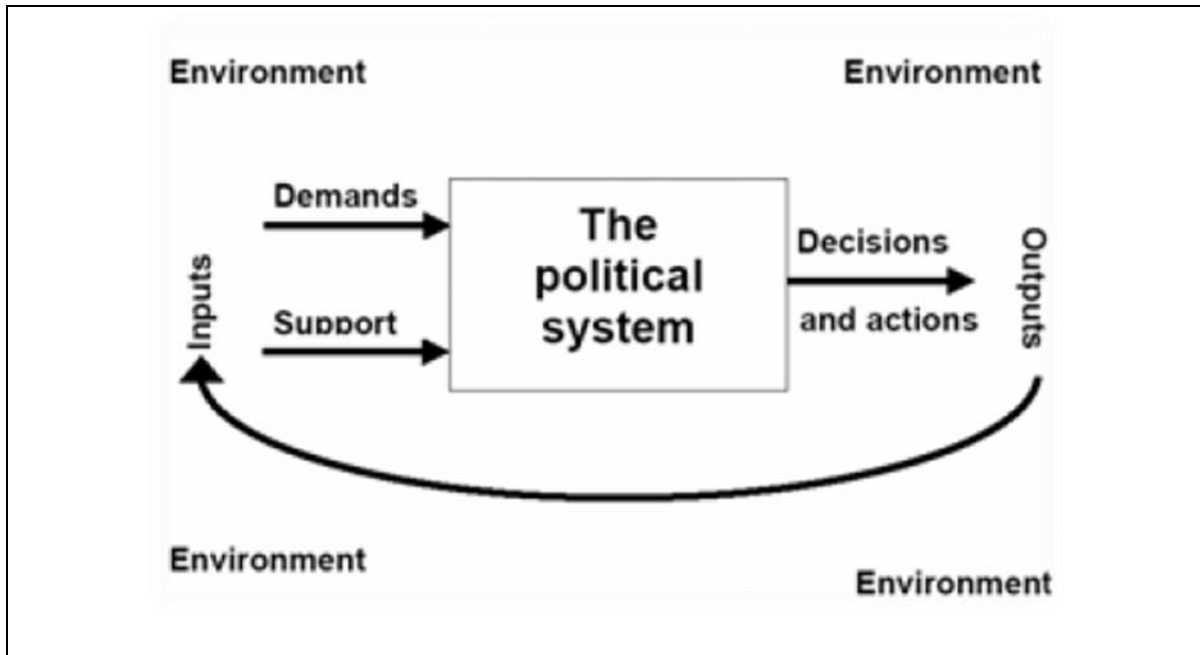 Environment
Environment
Demands
The
political
system
Decisions
Inputs
Outputs
Support
and actions
Environment
Environment